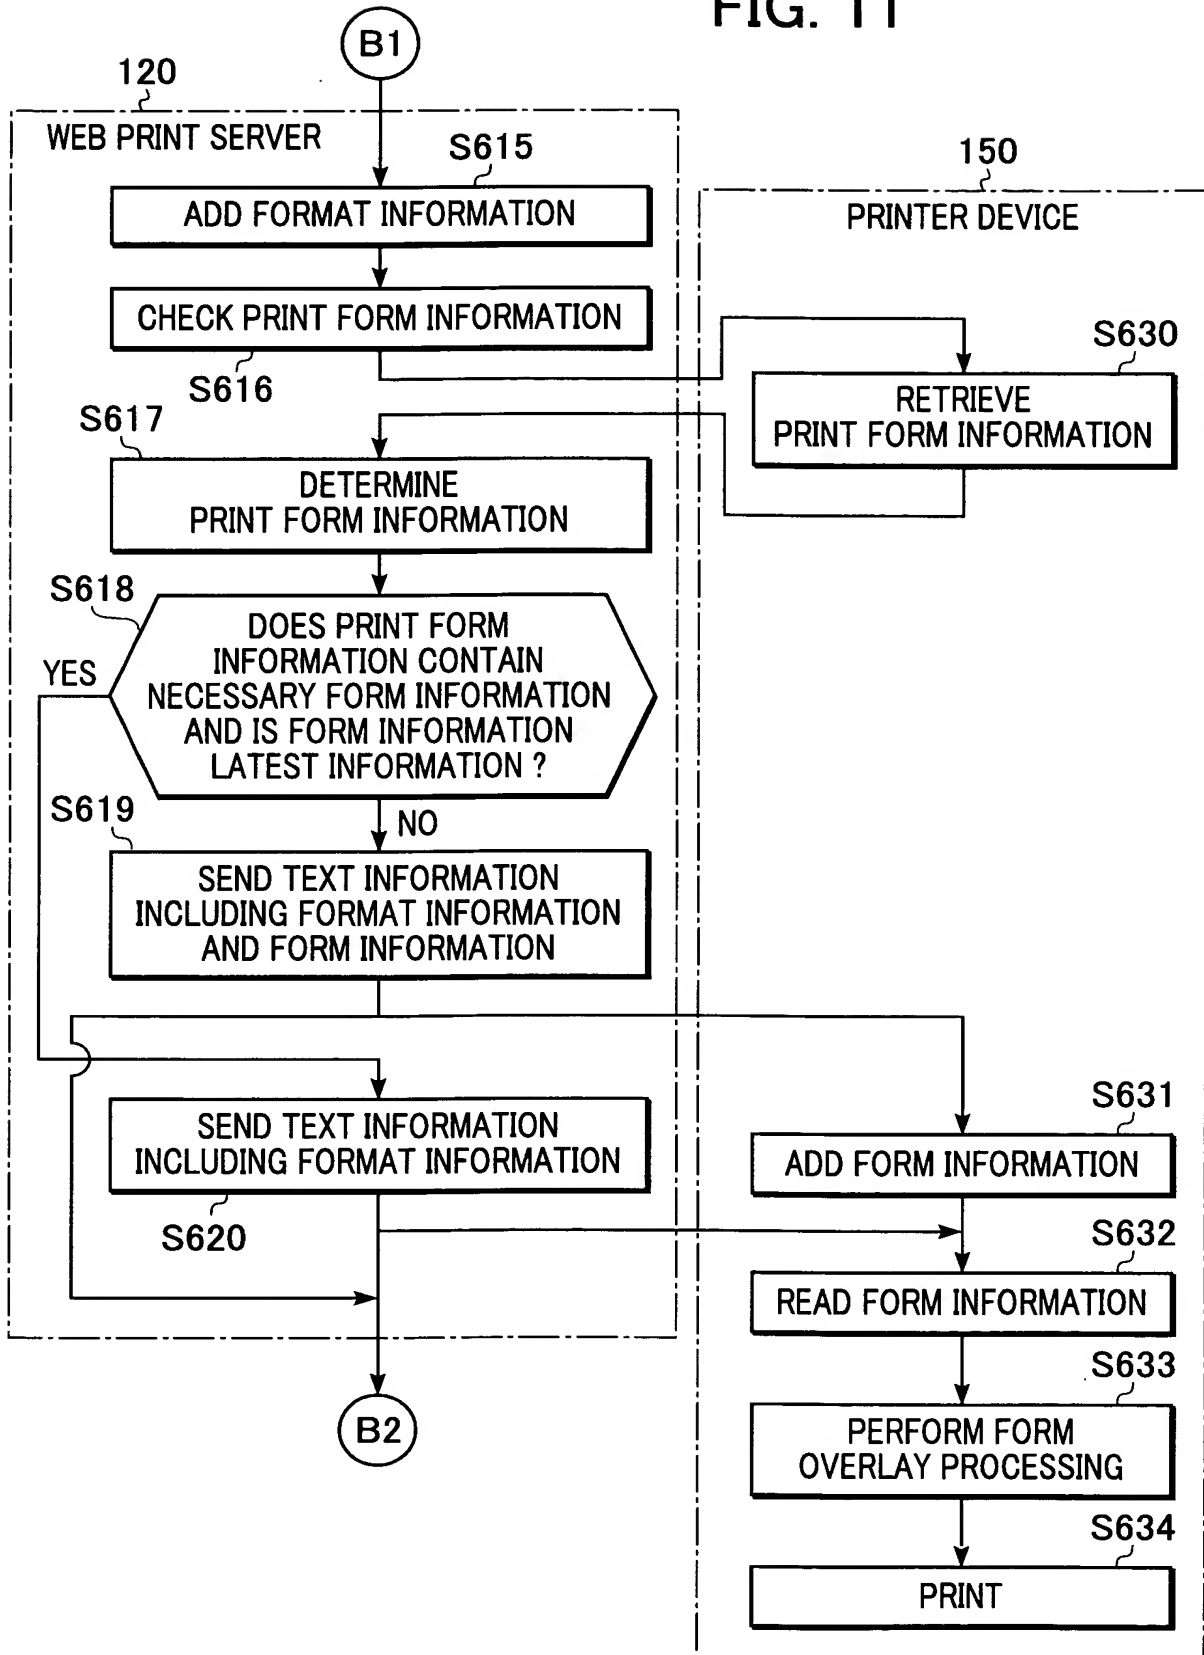 FIG. 11
B1
120
WEB PRINT SERVER
S615
ADD FORMAT INFORMATION
150
PRINTER DEVICE
CHECK PRINT FORM INFORMATION
S616
S630
RETRIEVE
PRINT FORM INFORMATION
S617
DETERMINE
PRINT FORM INFORMATION
S618
DOES PRINT FORM
INFORMATION CONTAIN
NECESSARY FORM INFORMATION
AND IS FORM INFORMATION
LATEST INFORMATION ?
YES
NO
S619
SEND TEXT INFORMATION
INCLUDING FORMAT INFORMATION
AND FORM INFORMATION
SEND TEXT INFORMATION
INCLUDING FORMAT INFORMATION
S620
S631
ADD FORM INFORMATION
S632
READ FORM INFORMATION
B2
S633
PERFORM FORM
OVERLAY PROCESSING
S634
PRINT